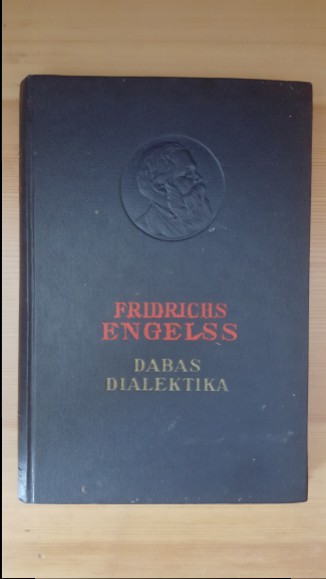 FRIDRICHS
ENGELSS
DABAS
DIALEKTIKA